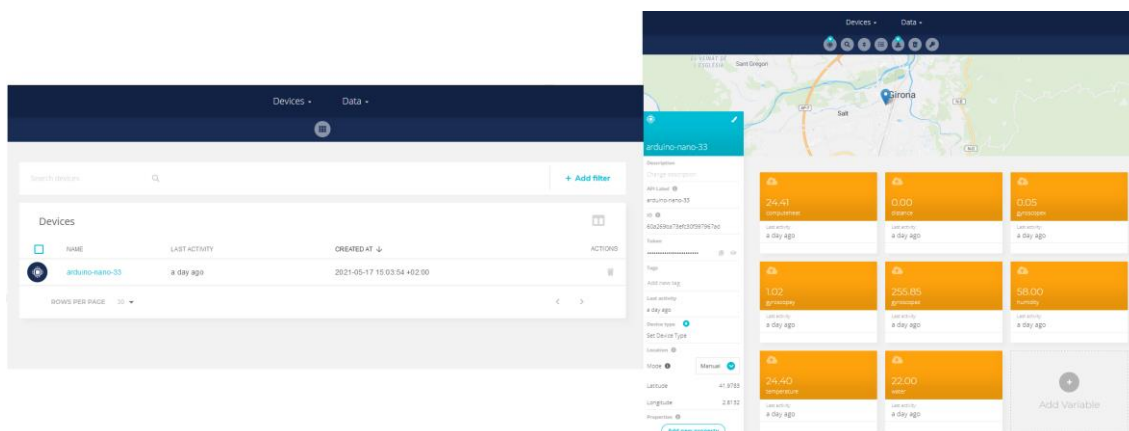 Devices Data
Search devices
+ Add filter
Devices
NAME LAST ACTIVITY CREATED AT ↓ ACTIONS
arduino-nano-33 a day ago 2021-05-17 15:03:54 +02:00
ROWS PER PAGE 20
Devices Data
Sant Gregori
Girona
Salt
arduino-nano-33
Description
Change description
API Label
arduino-nano-33
ID
Token
Tags
Add new tag
Last activity
a day ago
Device type
Set Device Type
Location
Mode Manual
Latitude
Longitude 2.8132
Properties
24.41
Last activity
a day ago
0.00
distance
Last activity
a day ago
0.05
Last activity
a day ago
1.02
gyroscopey
Last activity
a day ago
255.85
Last activity
a day ago
58.00
humidity
Last activity
a day ago
24.40
temperature
Last activity
a day ago
22.00
water
Last activity
a day ago
Add Variable